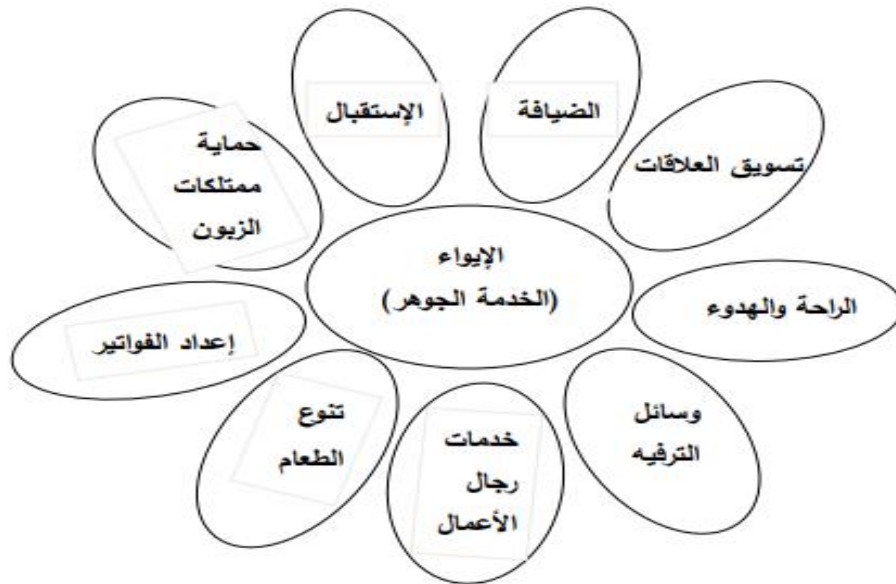 الإستقبال
الضيافة
تسويق العلاقات
الراحة والهدوء
وسائل
الترفيه
خدمات
رجال
الأعمال
تنوع
الطعام
إعداد الفواتير
حماية
ممتلكات
الزبون
الإيواء
(الخدمة الجوهر)